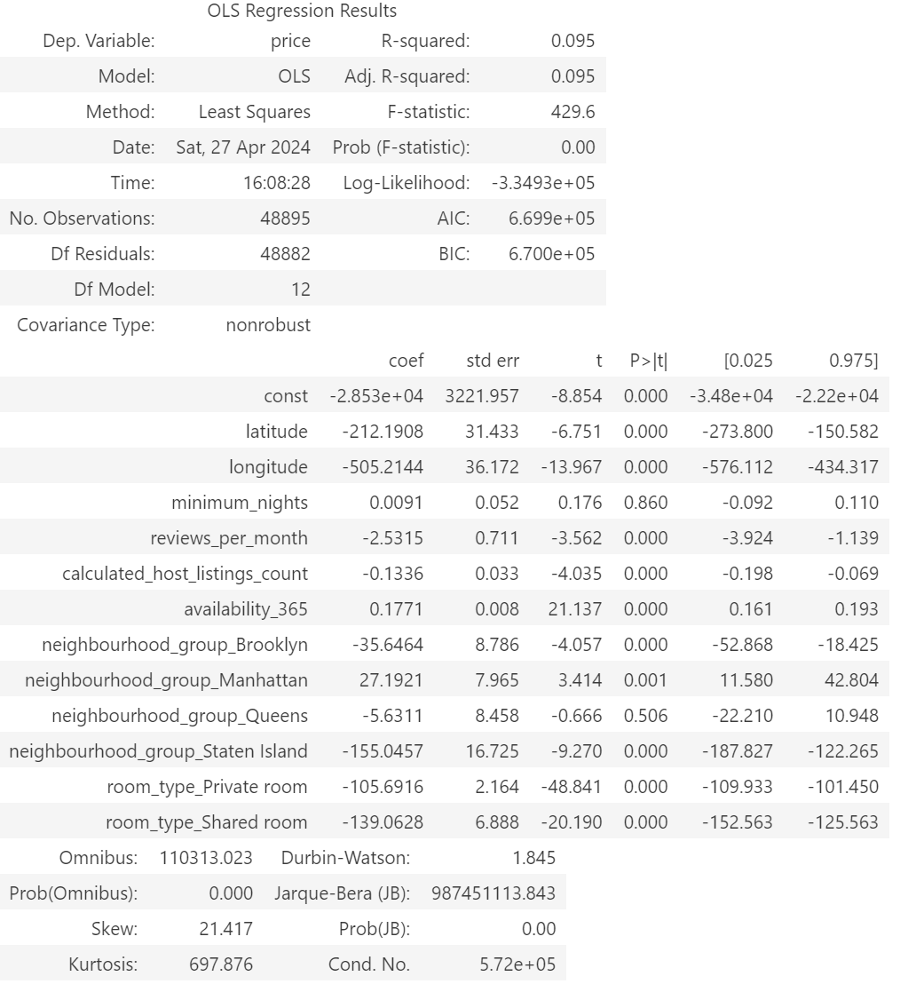 OLS Regression Results
Dep. Variable: price R-squared: 0.095
Model: OLS Adj. R-squared: 0.095
Method: Least Squares F-statistic: 429.6
Date: Sat, 27 Apr 2024 Prob (F-statistic): 0.00
Time: 16:08:28 Log-Likelihood: -3.3493e+05
No. Observations: 48895 AIC: 6.699e+05
Df Residuals: 48882 BIC: 6.700e+05
Df Model: 12
Covariance Type: nonrobust
coef std err t P>|t| [0.025 0.975]
const -2.853e+04 3221.957 -8.854 0.000 -3.48e+04 -2.22e+04
latitude -212.1908 31.433 -6.751 0.000 -273.800 -150.582
longitude -505.2144 36.172 -13.967 0.000 -576.112 -434.317
minimum_nights 0.0091 0.052 0.176 0.860 -0.092 0.110
reviews_per_month -2.5315 0.711 -3.562 0.000 -3.924 -1.139
calculated_host_listings_count -0.1336 0.033 -4.035 0.000 -0.198 -0.069
availability_365 0.1771 0.008 21.137 0.000 0.161 0.193
neighbourhood_group_Brooklyn -35.6464 8.786 -4.057 0.000 -52.868 -18.425
neighbourhood_group_Manhattan 27.1921 7.965 3.414 0.001 11.580 42.804
neighbourhood_group_Queens -5.6311 8.458 -0.666 0.506 -22.210 10.948
neighbourhood_group_Staten Island -155.0457 16.725 -9.270 0.000 -187.827 -122.265
room_type_Private room -105.6916 2.164 -48.841 0.000 -109.933 -101.450
room_type_Shared room -139.0628 6.888 -20.190 0.000 -152.563 -125.563
Omnibus: 110313.023 Durbin-Watson: 1.845
Prob(Omnibus): 0.000 Jarque-Bera (JB): 987451113.843
Skew: 21.417 Prob(JB): 0.00
Kurtosis: 697.876 Cond. No. 5.72e+05